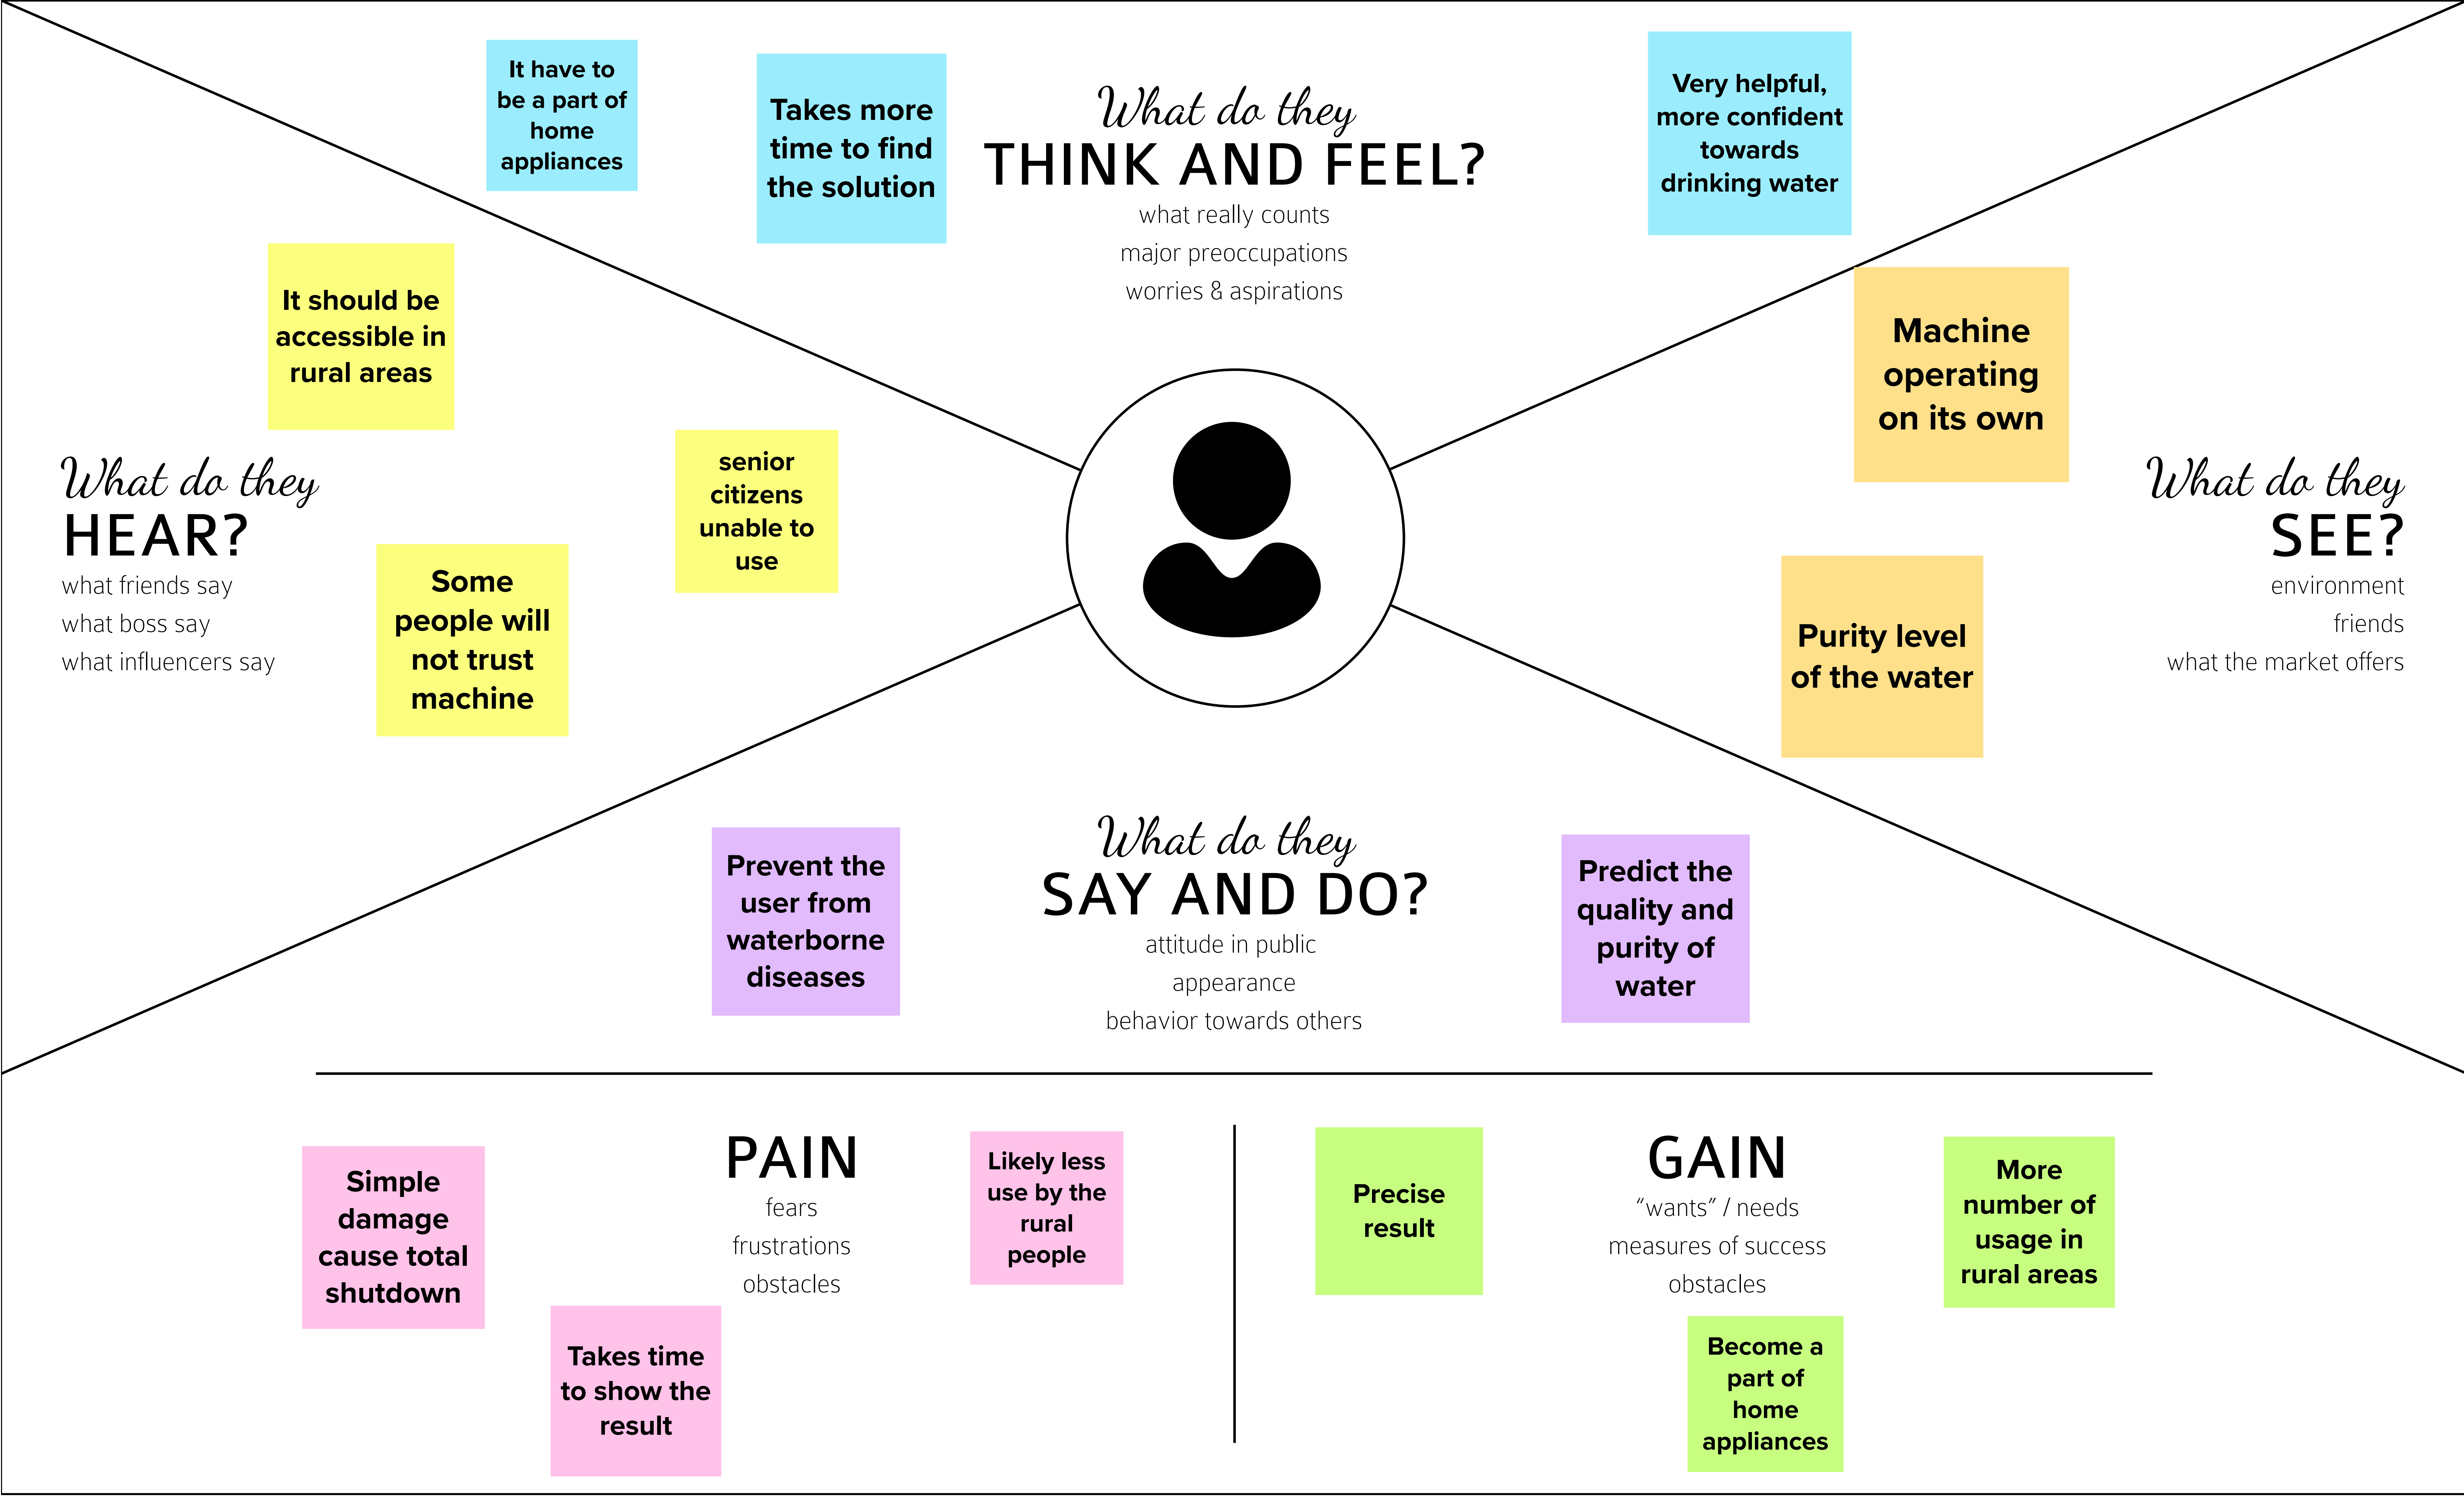 It have to
be a part of
home
appliances
Takes more
time to find
the solution
What do they
THINK AND FEEL?
what really counts
major preoccupations
worries & aspirations
Very helpful,
more confident
towards
drinking water
It should be
accessible in
rural areas
senior
citizens
unable to
use
What do they
HEAR?
what friends say
what boss say
what influencers say
Some
people will
not trust
machine
Machine
operating
on its own
What do they
SEE?
environment
friends
what the market offers
Purity level
of the water
Prevent the
user from
waterborne
diseases
What do they
SAY AND DO?
attitude in public
appearance
behavior towards others
Predict the
quality and
purity of
water
Simple
damage
cause total
shutdown
PAIN
fears
frustrations
obstacles
Likely less
use by the
rural
people
Takes time
to show the
result
Precise
result
GAIN
“wants” / needs
measures of success
obstacles
More
number of
usage in
rural areas
Become a
part of
home
appliances